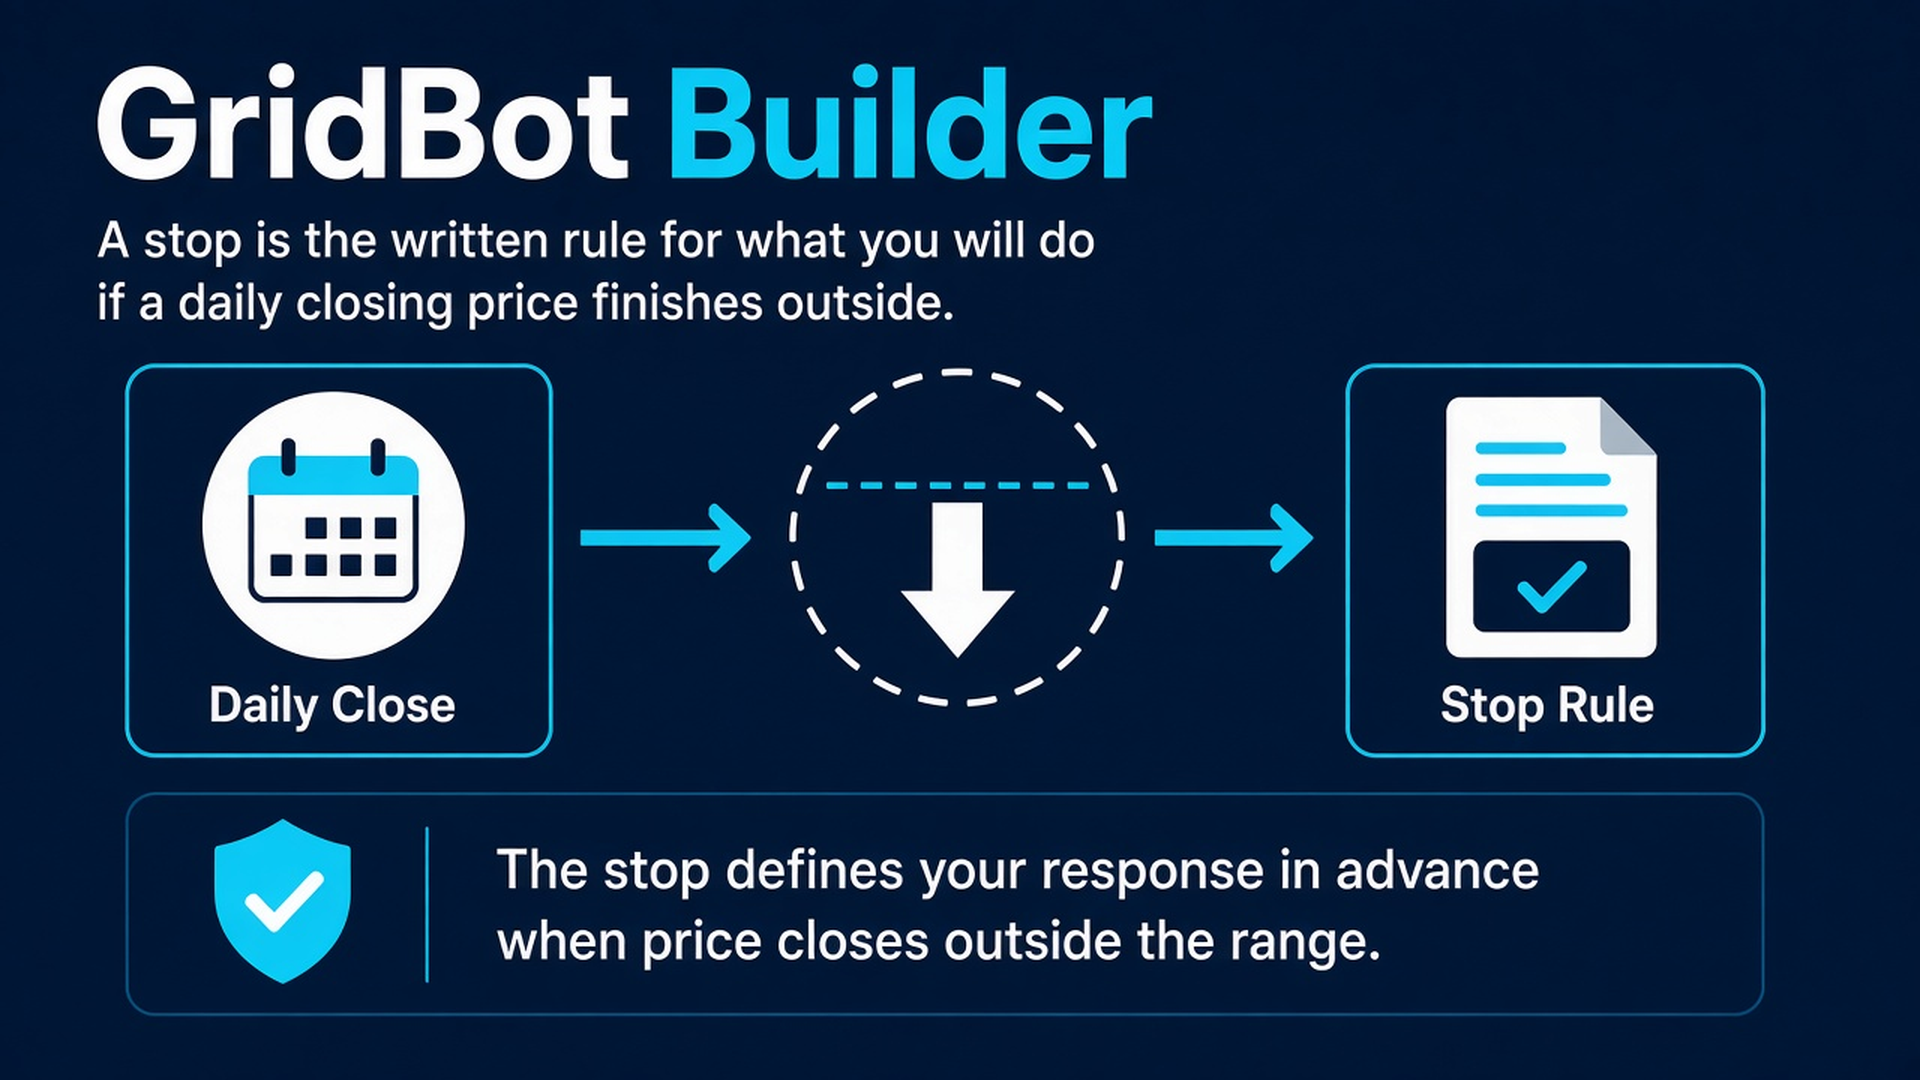 GridBot Builder
A stop is the written rule for what you will do
if a daily closing price finishes outside.
Daily Close
Stop Rule
The stop defines your response in advance
when price closes outside the range.